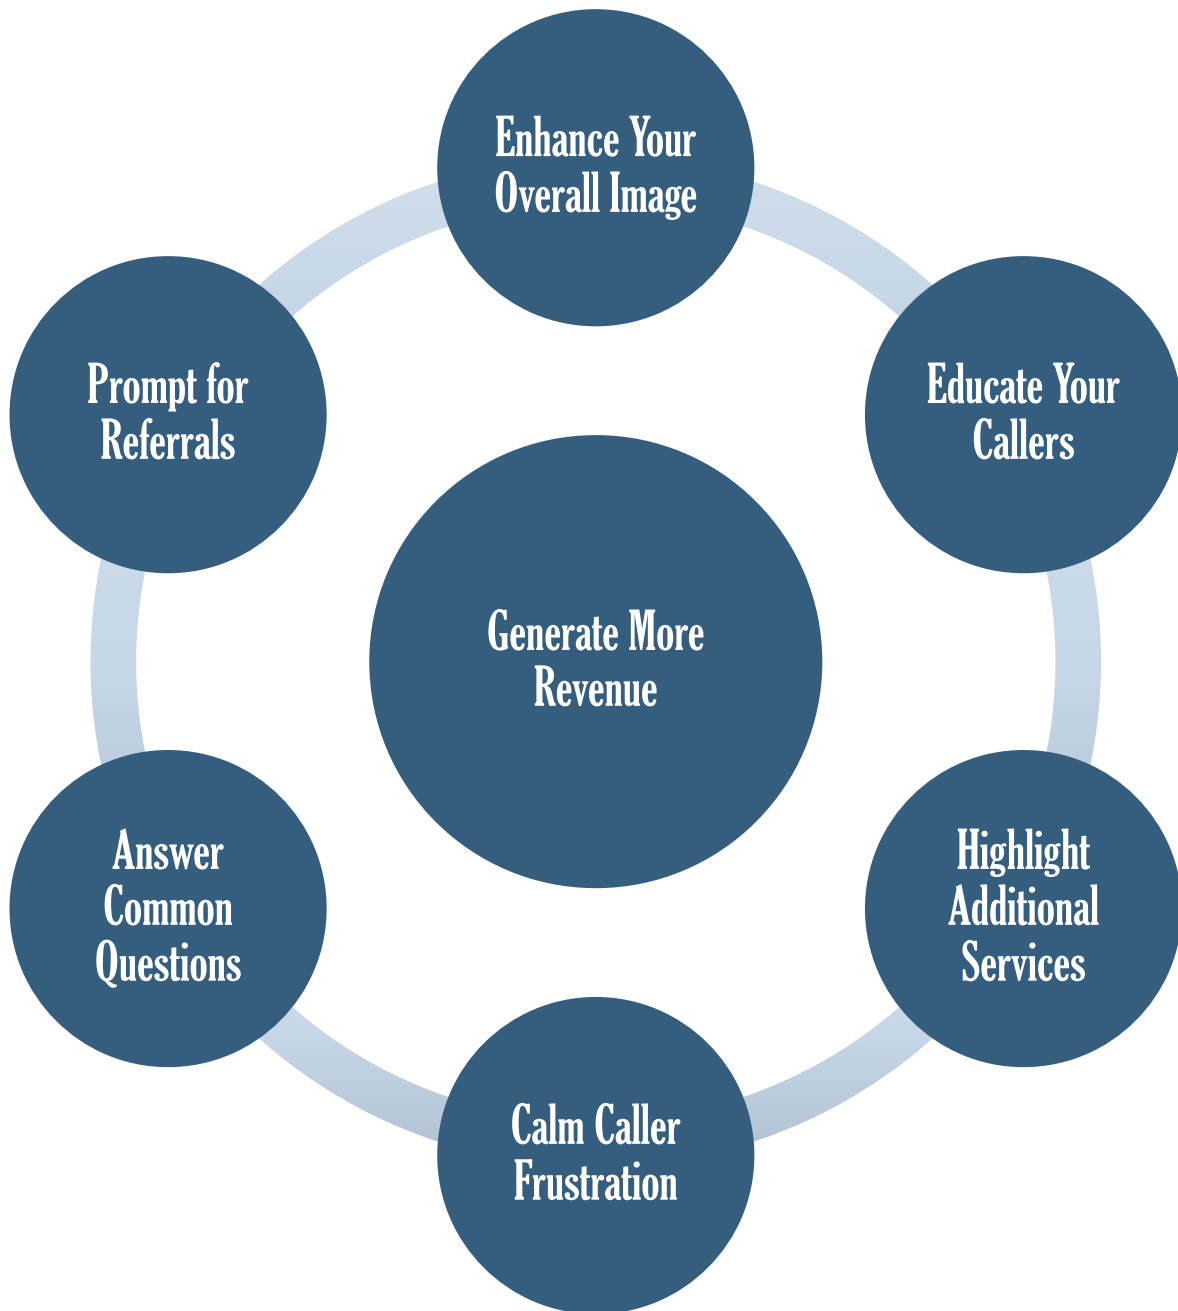 Enhance Your
Overall Image
Educate Your
Callers
Highlight
Additional
Services
Calm Caller
Frustration
Answer
Common
Questions
Prompt for
Referrals
Generate More
Revenue